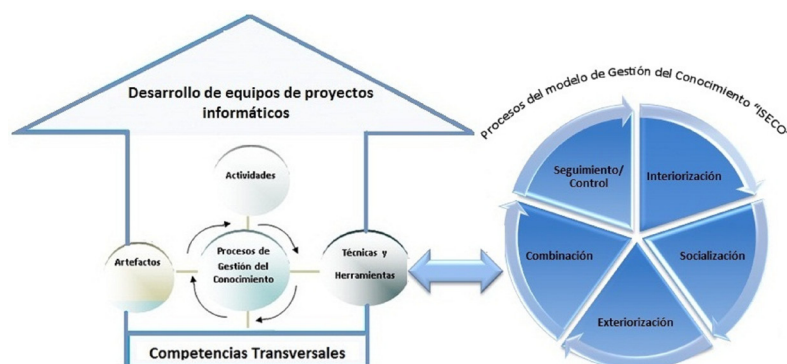 Desarrollo de equipos de proyectos
informáticos
Actividades
Artefactos
Procesos de
Gestión del
Conocimiento
Técnicas y
Herramientas
Competencias Transversales
Procesos del modelo de Gestión del Conocimiento "ISECO
Seguimiento/
Control
Interiorización
Combinación
Socialización
Exteriorización